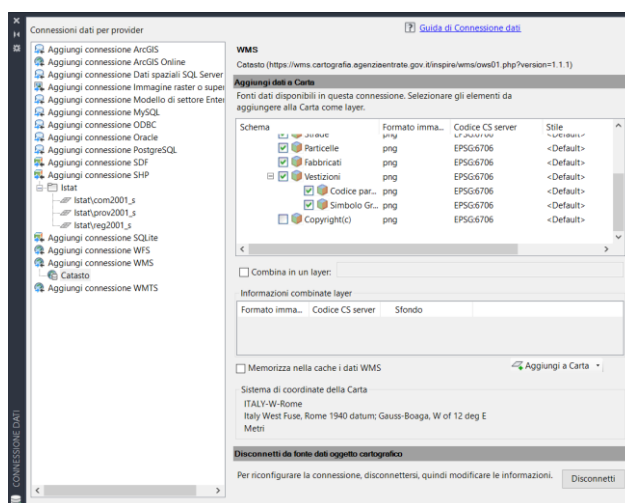 Connessioni dati per provider
Aggiungi connessione ArcGIS
Aggiungi connessione ArcGIS Online
Aggiungi connessione Dati spaziali SQL Server
Aggiungi connessione Immagine raster o super
Aggiungi connessione Modello di settore Enter
Aggiungi connessione MySQL
Aggiungi connessione ODBC
Aggiungi connessione Oracle
Aggiungi connessione PostgreSQL
Aggiungi connessione SDF
Aggiungi connessione SHP
Istat
Istat\com2001_s
Istat\prov2001_s
Istat\reg2001_s
Aggiungi connessione SQLite
Aggiungi connessione WFS
Aggiungi connessione WMS
Catasto
Aggiungi connessione WMTS
CONNESSIONE DATI
Guida di Connessione dati
WMS
Catasto (https://wms.cartografia.agenziaentrate.gov.it/inspire/wms/ows01.php?version=1.1.1)
Aggiungi dati a Carta
Fonti dati disponibili in questa connessione. Selezionare gli elementi da
aggiungere alla Carta come layer.
Schema Formato imma... Codice CS server Stile
Strade png EPSG:6706 <Default>
Particelle png EPSG:6706 <Default>
Fabbricati png EPSG:6706 <Default>
Vestizioni png EPSG:6706 <Default>
Codice par... png EPSG:6706 <Default>
Simbolo Gr... png EPSG:6706 <Default>
Copyright(c) png EPSG:6706 <Default>
Combina in un layer:
Informazioni combinate layer
Formato imma... Codice CS server Sfondo
Memorizza nella cache i dati WMS
Aggiungi a Carta
Sistema di coordinate della Carta
ITALY-W-Rome
Italy West Fuse, Rome 1940 datum; Gauss-Boaga, W of 12 deg E
Metri
Disconnetti da fonte dati oggetto cartografico
Per riconfigurare la connessione, disconnettersi, quindi modificare le informazioni.
Disconnetti